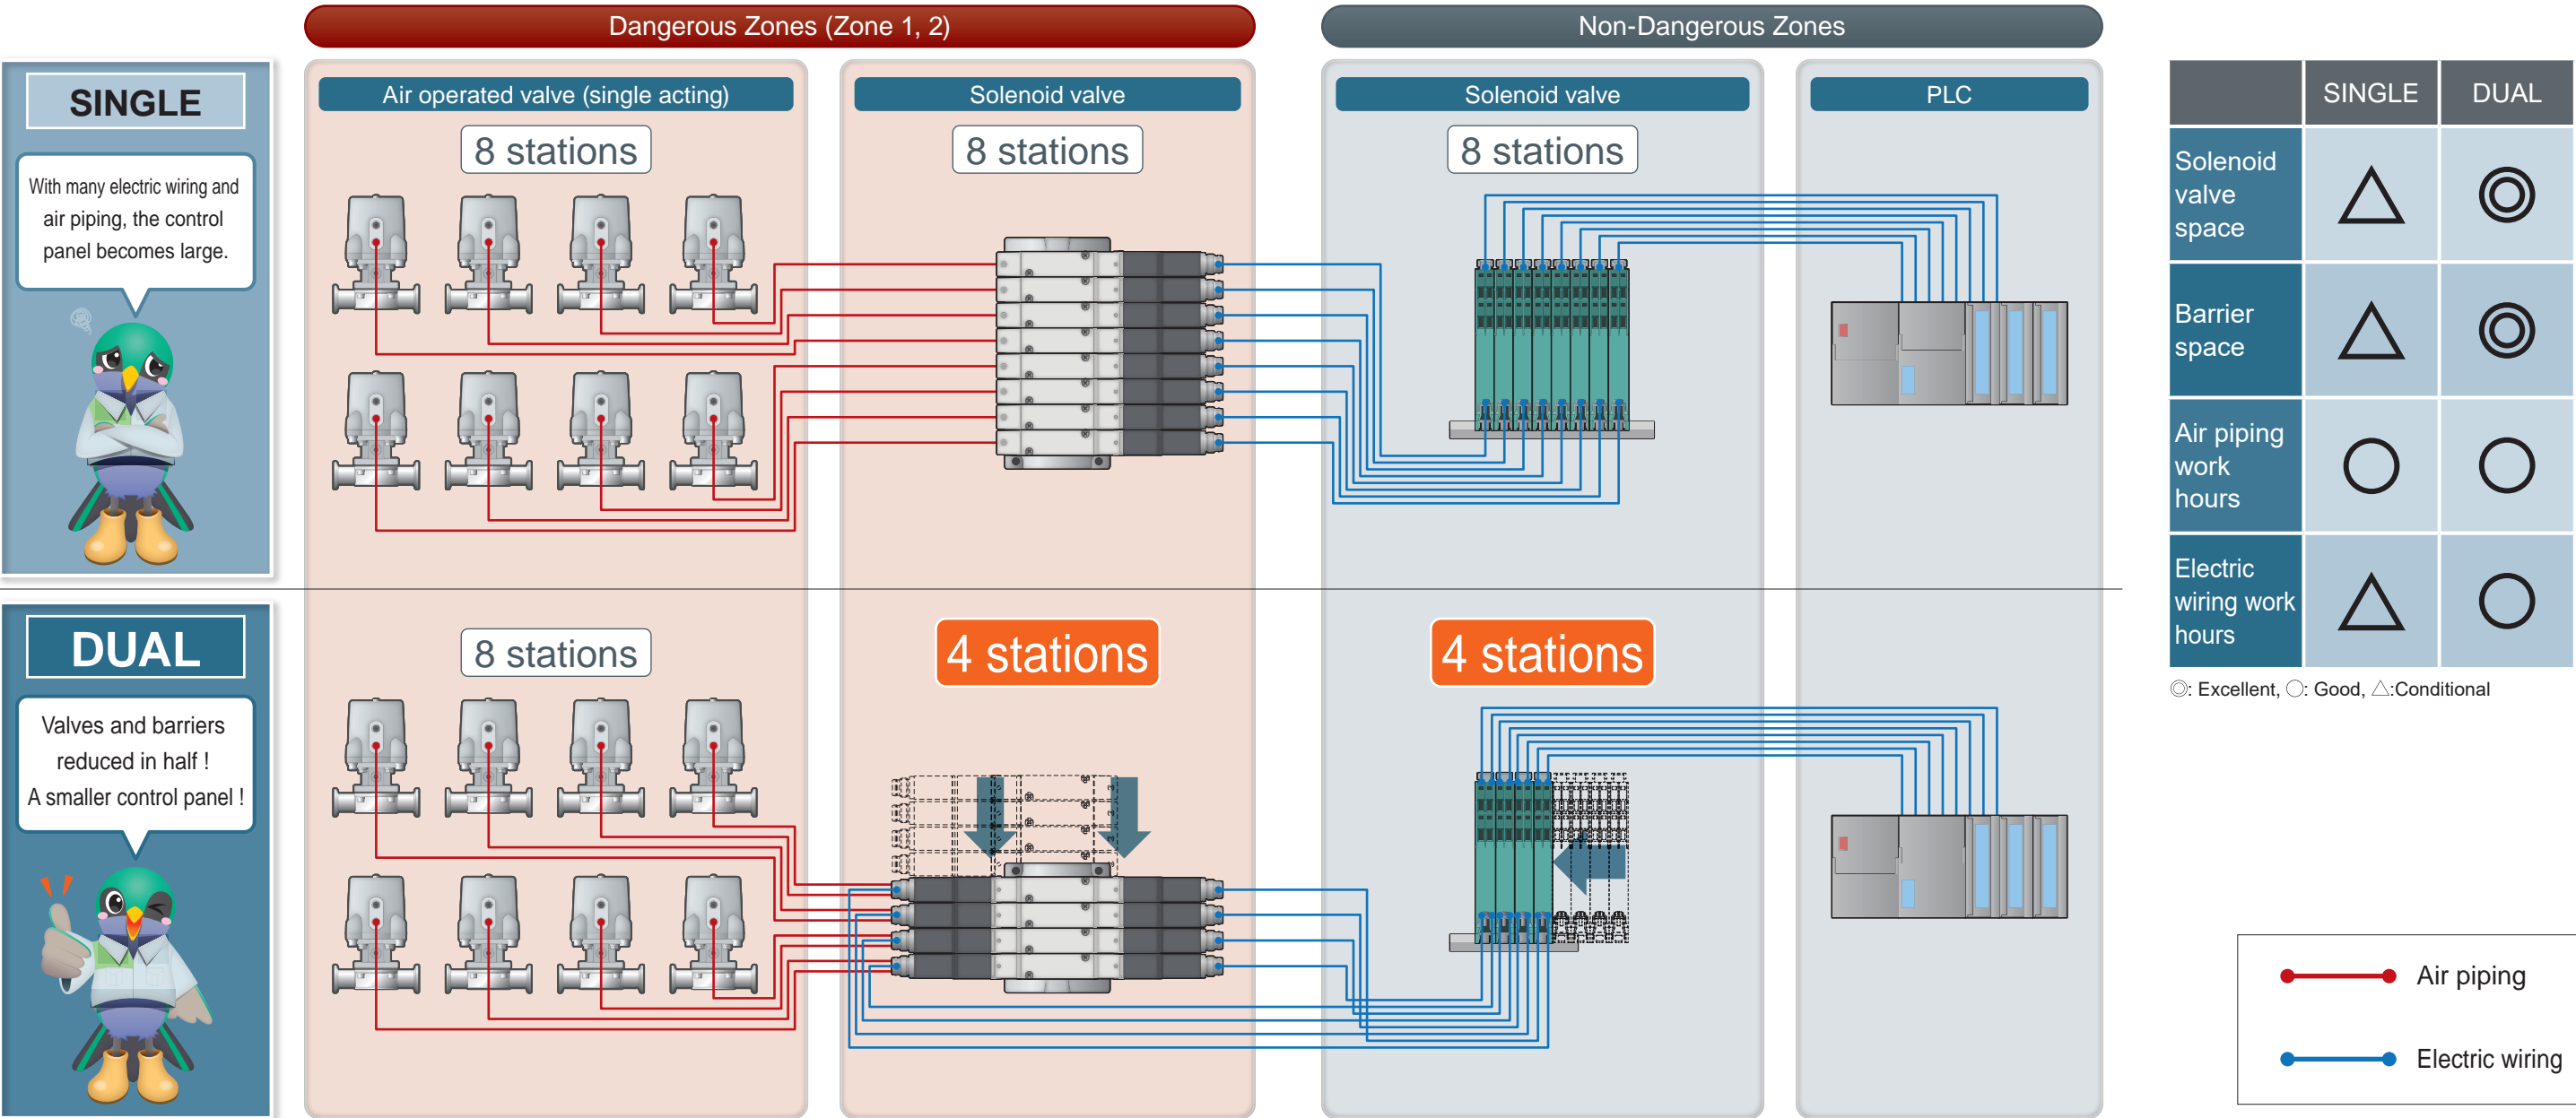 Dangerous Zones (Zone 1, 2)
Non-Dangerous Zones
SINGLE
With many electric wiring and
air piping, the control
panel becomes large.
Air operated valve (single acting)
Solenoid valve
Solenoid valve
PLC
8 stations
8 stations
8 stations
DUAL
Valves and barriers
reduced in half !
A smaller control panel !
8 stations
4 stations
4 stations
SINGLE DUAL
Solenoid
valve
space
△ ◎
Barrier
space
△ ◎
Air piping
work
hours
○ ○
Electric
wiring work
hours
△ ○
◎: Excellent, ○: Good, △:Conditional
Air piping
Electric wiring